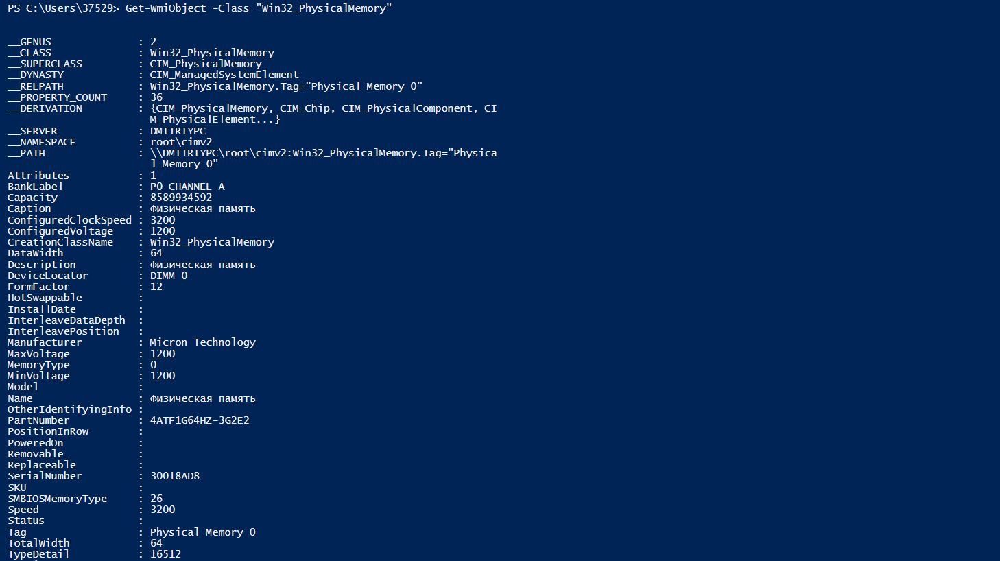 PS C:\Users\37529> Get-WmiObject -Class "Win32_PhysicalMemory"
__GENUS : 2
__CLASS : Win32_PhysicalMemory
__SUPERCLASS : CIM_PhysicalMemory
__DYNASTY : CIM_ManagedSystemElement
__RELPATH : Win32_PhysicalMemory.Tag="Physical Memory 0"
__PROPERTY_COUNT : 36
__DERIVATION : {CIM_PhysicalMemory, CIM_Chip, CIM_PhysicalComponent, CI
M_PhysicalElement...}
__SERVER : DMITRIYPC
__NAMESPACE : root\cimv2
__PATH : \\DMITRIYPC\root\cimv2:Win32_PhysicalMemory.Tag="Physica
l Memory 0"
Attributes : 1
BankLabel : P0 CHANNEL A
Capacity : 8589934592
Caption : Физическая память
ConfiguredClockSpeed : 3200
ConfiguredVoltage : 1200
CreationClassName : Win32_PhysicalMemory
DataWidth : 64
Description : Физическая память
DeviceLocator : DIMM 0
FormFactor : 12
HotSwappable :
InstallDate :
InterleaveDataDepth :
InterleavePosition :
Manufacturer : Micron Technology
MaxVoltage : 1200
MemoryType : 0
MinVoltage : 1200
Model :
Name : Физическая память
OtherIdentifyingInfo :
PartNumber : 4ATF1G64HZ-3G2E2
PositionInRow :
PoweredOn :
Removable :
Replaceable :
SerialNumber : 30018AD8
SKU :
SMBIOSMemoryType : 26
Speed : 3200
Status :
Tag : Physical Memory 0
TotalWidth : 64
TypeDetail : 16512